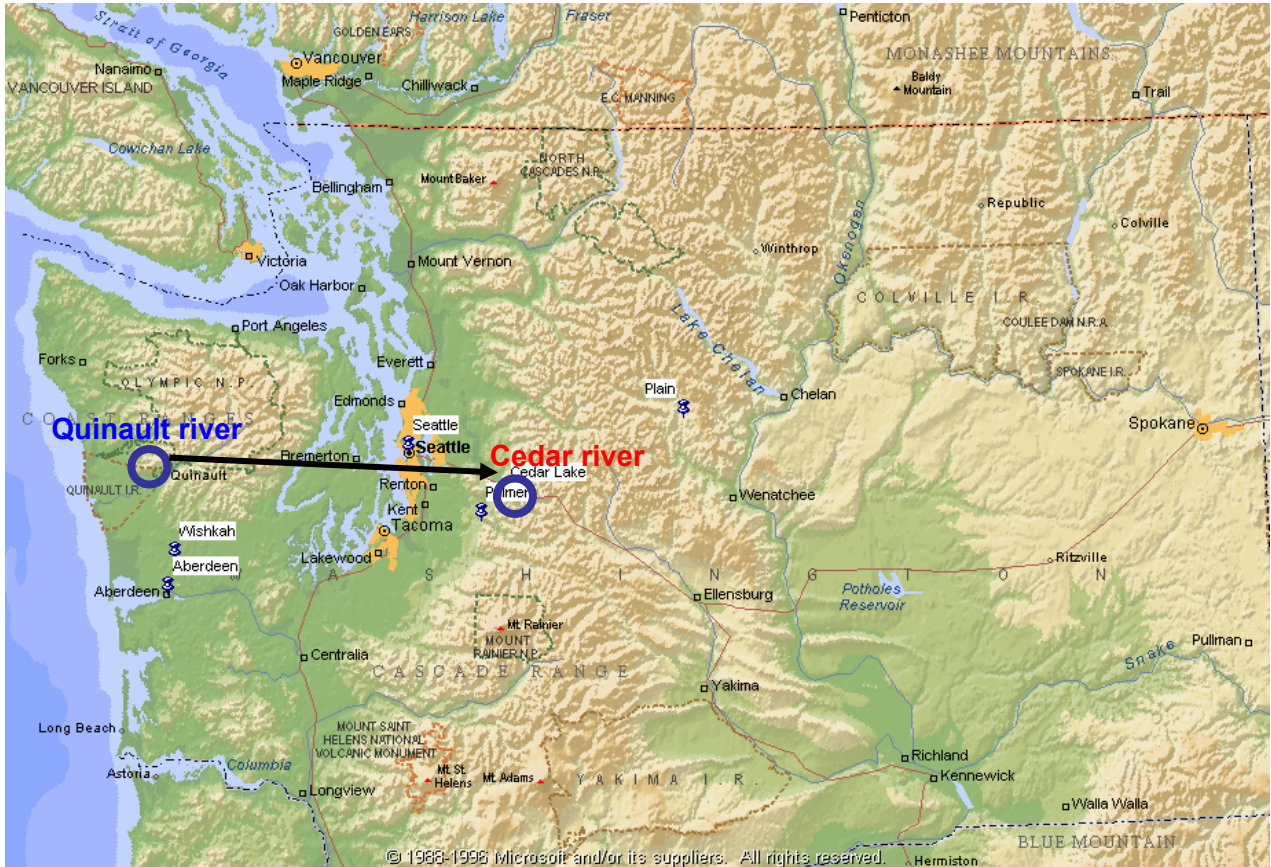 Strait of Georgia
Harrison Lake
Fraser
Penticton
GOLDEN EARS
Vancouver
MONASHEE MOUNTAINS
Nanaimo
Maple Ridge
Chilliwack
Baldy
Mountain
VANCOUVER ISLAND
E.C. MANNING
Trail
Cowichan Lake
NORTH
CASCADES N.P.
Mount Baker
Bellingham
Republic
Colville
Okenogen
Winthrop
Victoria
Mount Vernon
Oak Harbor
COLVILLE I.R.
COULEE DAM N.R.A.
Port Angeles
Lake Chelan
Forks
Everett
SPOKANE I.R.
OLYMPIC N.P.
Plain
Chelan
Edmonds
COAST RANGES
Seattle
Spokane
Quinault river
Seattle
Bremerton
Cedar river
Quinault
Cedar Lake
QUINAULT I.R.
Renton
Palmer
Wenatchee
Kent
Tacoma
Wishkah
Lakewood
Ritzville
Aberdeen
W A S H I N G T O N
Aberdeen
Ellensburg
Potholes
Reservoir
Mt. Rainier
MOUNT
RAINIER N.P.
Pullman
Snake
Centralia
CASCADE RANGE
Yakima
Long Beach
MOUNT SAINT
HELENS NATIONAL
VOLCANIC MONUMENT
Richland
Astoria
Columbia
Mt. St.
Helens
Mt. Adams
YAKIMA I.R.
Kennewick
Longview
Walla Walla
BLUE MOUNTAIN
© 1988-1996 Microsoft and/or its suppliers. All rights reserved.
Hermiston